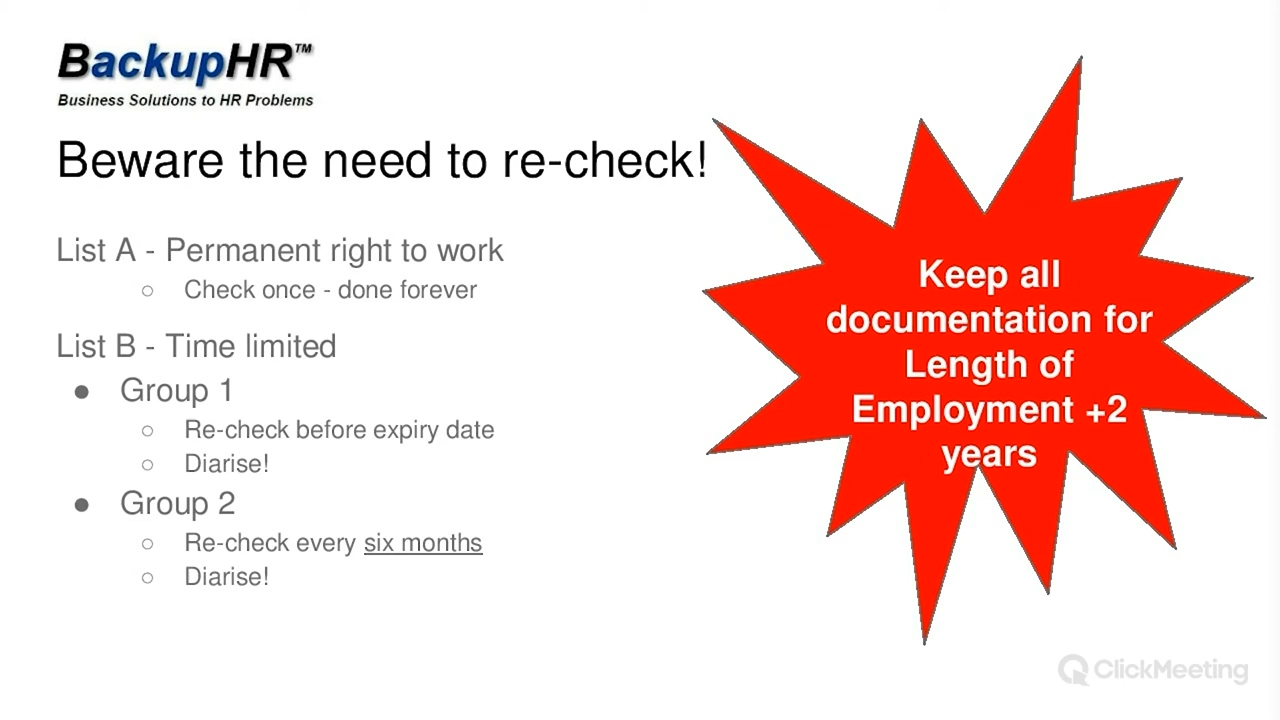 BackupHR™
Business Solutions to HR Problems
Beware the need to re-check!
List A - Permanent right to work
○ Check once - done forever
List B - Time limited
● Group 1
○ Re-check before expiry date
○ Diarise!
● Group 2
○ Re-check every six months
○ Diarise!
Keep all
documentation for
Length of
Employment +2
years
ClickMeeting